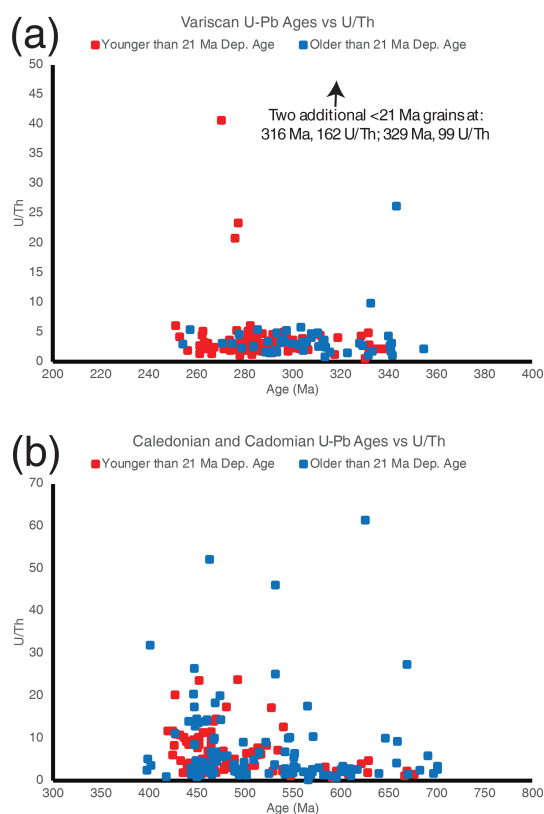 (a)
Variscan U-Pb Ages vs U/Th
Younger than 21 Ma Dep. Age Older than 21 Ma Dep. Age
50
45
40
35
30
25
20
15
10
5
0
U/Th
Two additional <21 Ma grains at:
316 Ma, 162 U/Th; 329 Ma, 99 U/Th
200 220 240 260 280 300 320 340 360 380 400
Age (Ma)
(b)
Caledonian and Cadomian U-Pb Ages vs U/Th
Younger than 21 Ma Dep. Age Older than 21 Ma Dep. Age
70
60
50
40
30
20
10
0
U/Th
300 350 400 450 500 550 600 650 700 750 800
Age (Ma)